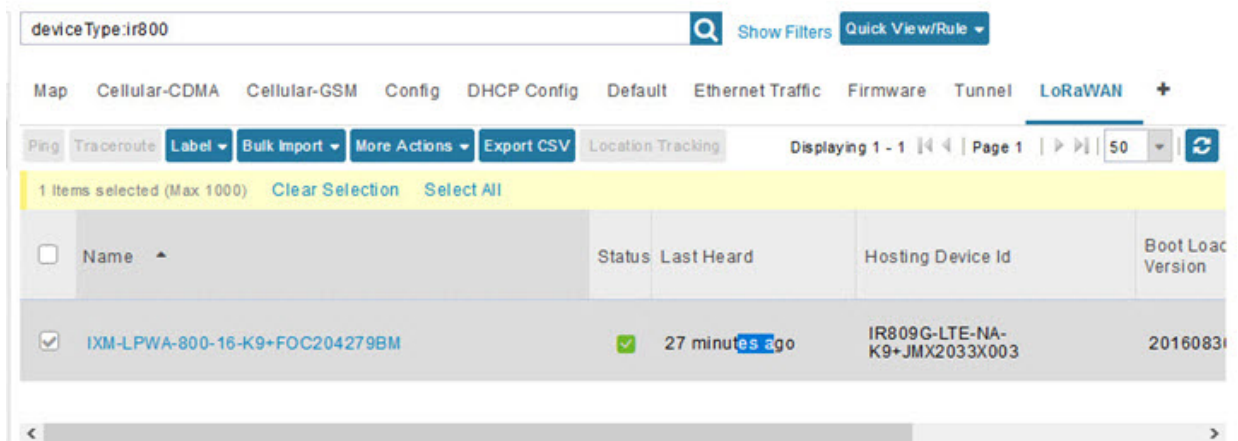 deviceType:ir800 Show Filters Quick View/Rule
Map Cellular-CDMA Cellular-GSM Config DHCP Config Default Ethernet Traffic Firmware Tunnel LoRaWAN +
Ping Traceroute Label Bulk Import More Actions Export CSV Location Tracking Displaying 1 - 1 | Page 1 | 50
1 Items selected (Max 1000) Clear Selection Select All
Name Status Last Heard Hosting Device Id Boot Load
Version
IXM-LPWA-800-16-K9+FOC204279BM 27 minutes ago IR809G-LTE-NA-
K9+JMX2033X003 2016083